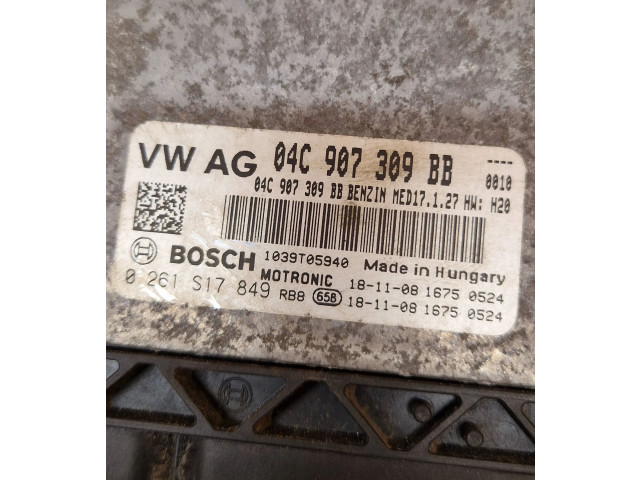 VW AG 04C 907 309 BB ----
04C 907 309 BB BENZIN MED17.1.27 HW: H20 0010
BOSCH 1039T05940 Made in Hungary
MOTRONIC 18-11-08 1675 0524
0 261 S17 849 RB8 658 18-11-08 1675 0524